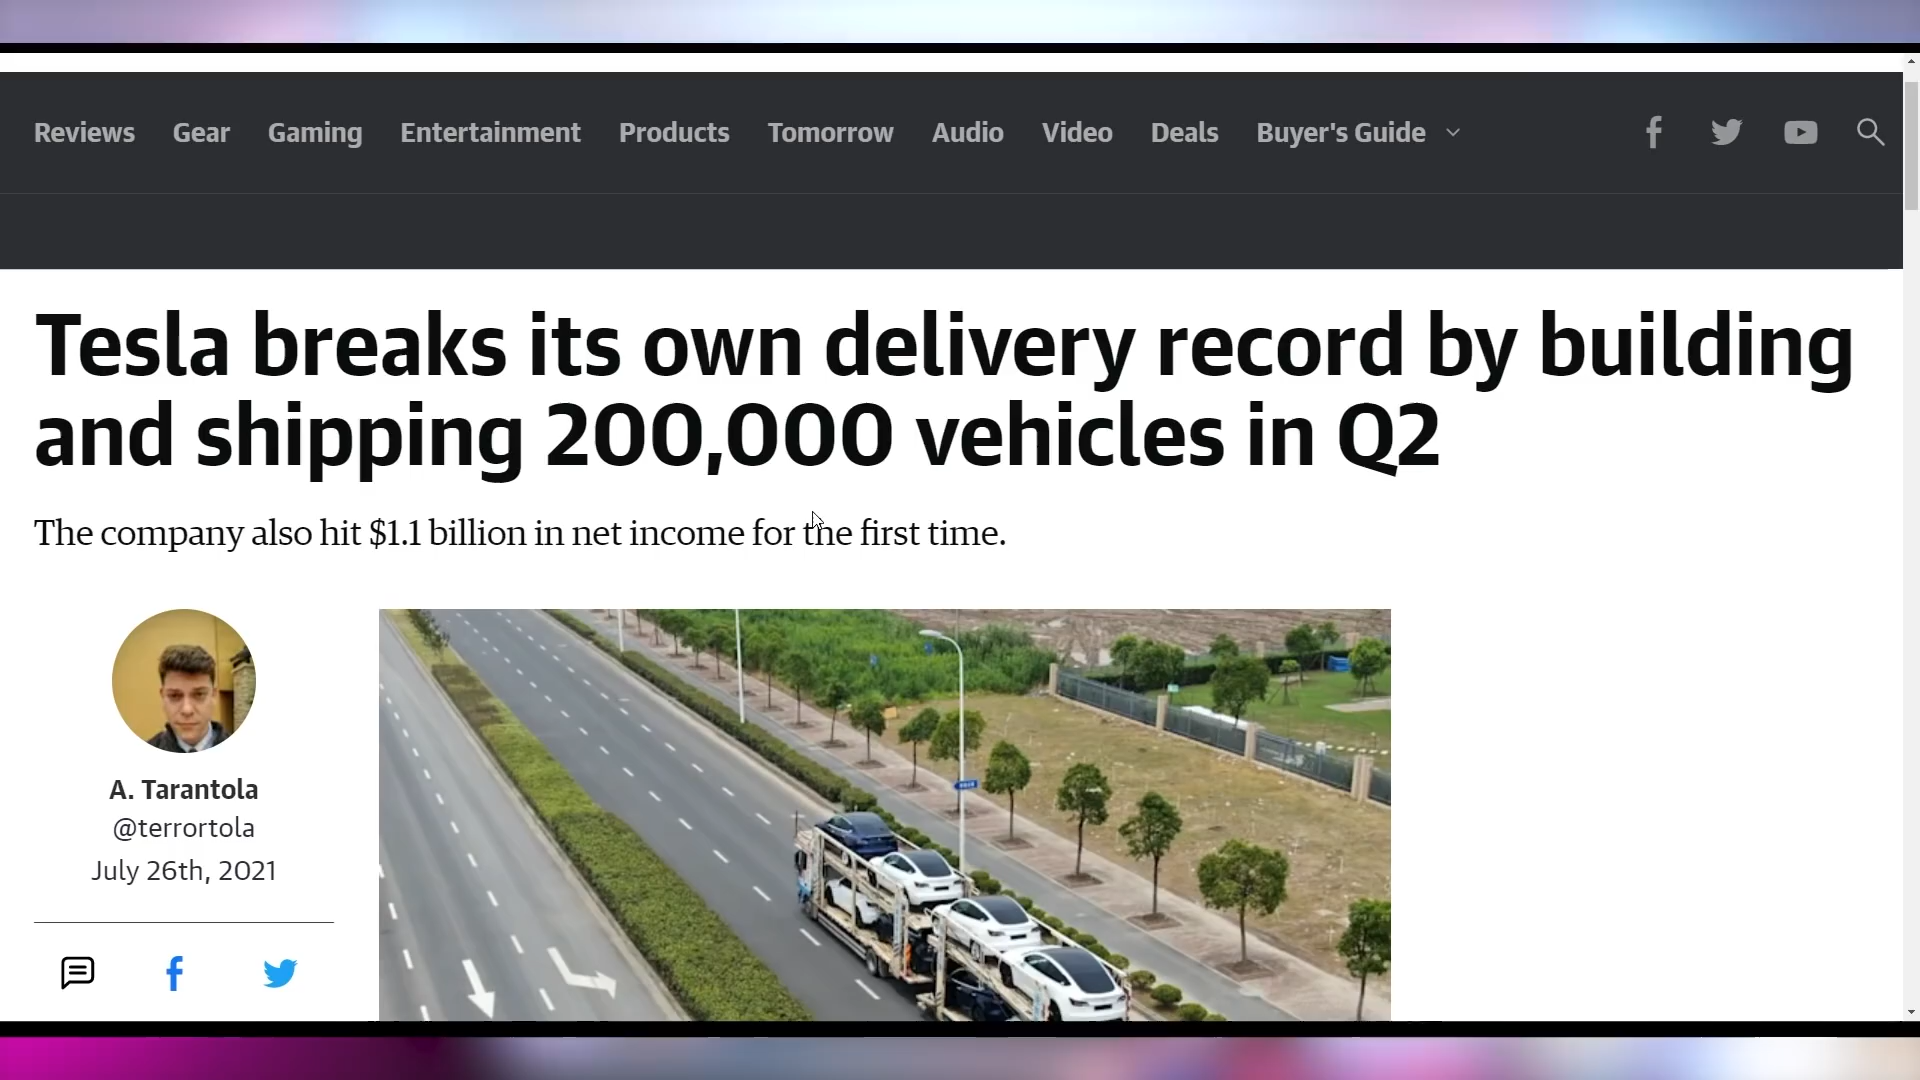 Reviews Gear Gaming Entertainment Products Tomorrow Audio Video Deals Buyer's Guide
Tesla breaks its own delivery record by building
and shipping 200,000 vehicles in Q2
The company also hit $1.1 billion in net income for the first time.
A. Tarantola
@terrortola
July 26th, 2021